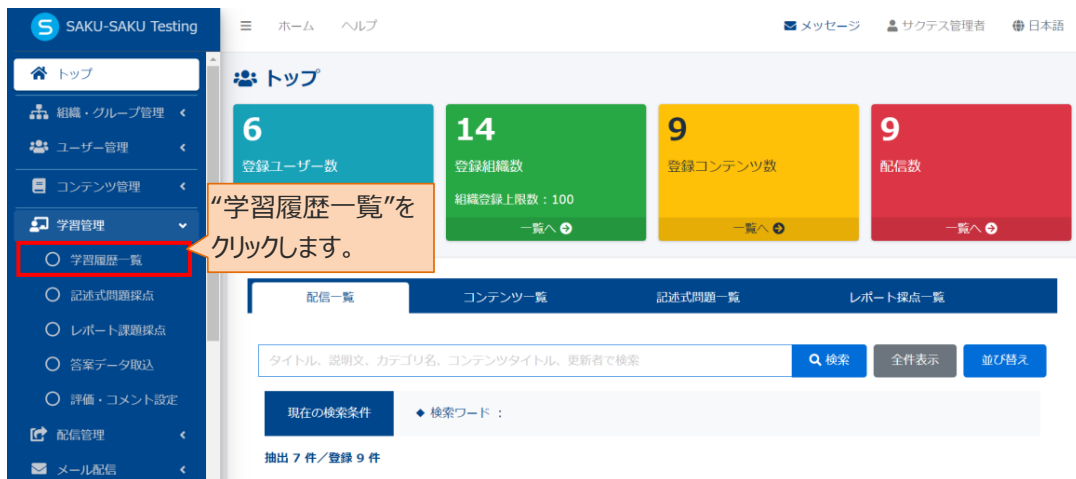 SAKU-SAKU Testing
ホーム ヘルプ
メッセージ サクテス管理者 日本語
トップ
組織・グループ管理
ユーザー管理
コンテンツ管理
学習管理
学習履歴一覧
記述式問題採点
レポート課題採点
答案データ取込
評価・コメント設定
配信管理
メール配信
トップ
6
登録ユーザー数
14
登録組織数
組織登録上限数：100
一覧へ
9
登録コンテンツ数
一覧へ
9
配信数
一覧へ
“学習履歴一覧”を
クリックします。
配信一覧 コンテンツ一覧 記述式問題一覧 レポート採点一覧
タイトル、説明文、カテゴリ名、コンテンツタイトル、更新者で検索 検索 全件表示 並び替え
現在の検索条件 ◆ 検索ワード ：
抽出 7 件／登録 9 件